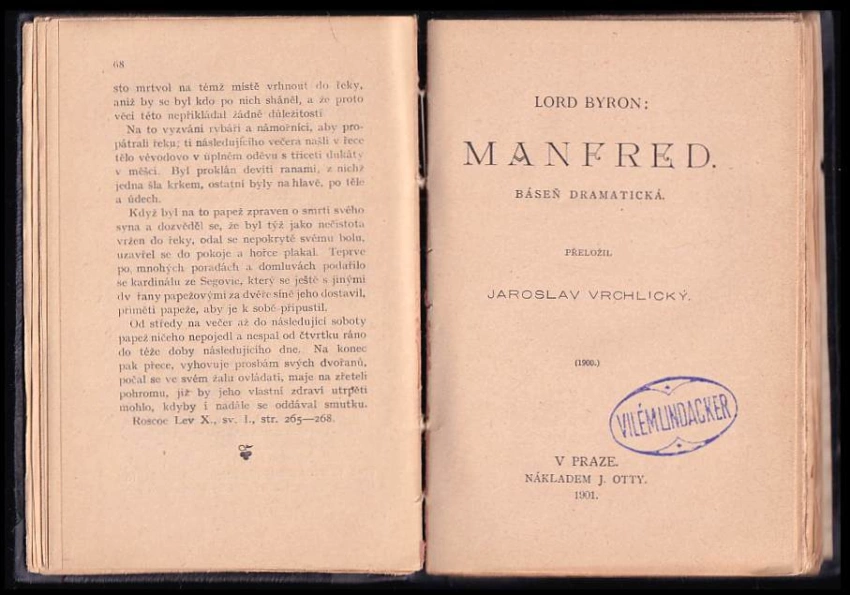 68
sto mrtvol na témž místě vrhnout do řeky,
aniž by se byl kdo po nich sháněl, a že proto
věci této nepřikládal žádné důležitosti
Na to vyzváni rybáři a námořníci, aby pro-
pátrali řeku; ti následujícího večera našli v řece
tělo vévodovo v úplném oděvu s třiceti dukáty
v měšci. Byl proklán devíti ranami, z nichž
jedna šla krkem, ostatní byly na hlavě, po těle
a údech.
Když byl na to papež zpraven o smrti svého
syna a dozvěděl se, že byl týž jako nečistota
vržen do řeky, odal se nepokrytě svému bolu,
uzavřel se do pokoje a hořce plakal. Teprve
po mnohých poradách a domluvách podařilo
se kardinálu ze Segovie, který se ještě s jinými
dv řany papežovými za dvéře síně jeho dostavil,
přiměti papeže, aby je k sobě připustil.
Od středy na večer až do následující soboty
papež ničeho nepojedl a nespal od čtvrtku ráno
do téže doby následujícího dne. Na konec
pak přece, vyhovuje prosbám svých dvořanů,
počal se ve svém žalu ovládati, maje na zřeteli
pohromu, již by jeho vlastní zdraví utrpěti
mohlo, kdyby i nadále se oddával smutku.
Roscoe Lev X., sv. I., str. 265—268.
LORD BYRON:
MANFRED.
BÁSEŇ DRAMATICKÁ.
PŘELOŽIL
JAROSLAV VRCHLICKÝ.
(1900.)
VILÉM LINDACKER
V PRAZE.
NÁKLADEM J. OTTY.
1901.